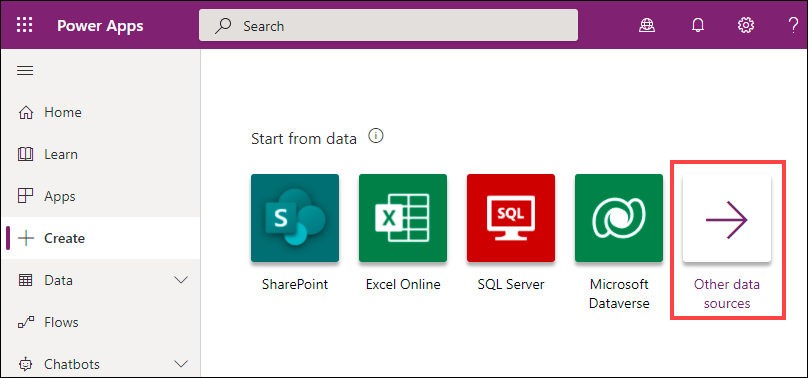 Power Apps
Search
?
Home
Learn
Apps
Create
Data
Flows
Chatbots
Start from data
S
X
SQL
SharePoint
Excel Online
SQL Server
Microsoft
Dataverse
Other data
sources